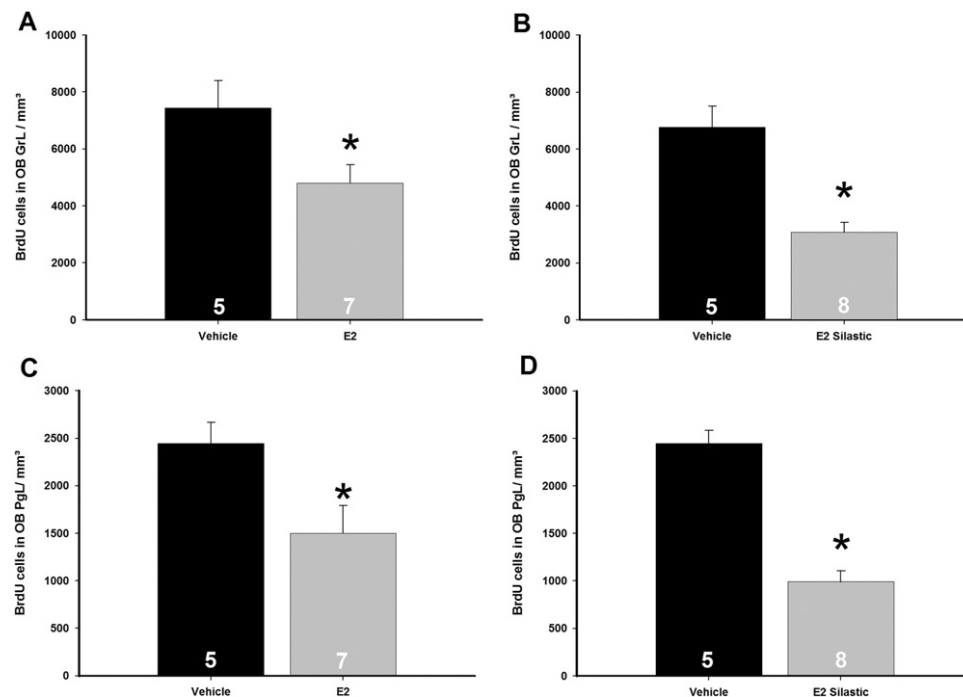 A
BrdU cells in OB GrL / mm³
10000
8000
6000
4000
2000
0
*
5
7
Vehicle
E2
B
BrdU cells in OB GrL / mm³
10000
8000
6000
4000
2000
0
*
5
8
Vehicle
E2 Silastic
C
BrdU cells in OB PgL/ mm³
3000
2500
2000
1500
1000
500
0
*
5
7
Vehicle
E2
D
BrdU cells in OB PgL/ mm³
3000
2500
2000
1500
1000
500
0
*
5
8
Vehicle
E2 Silastic